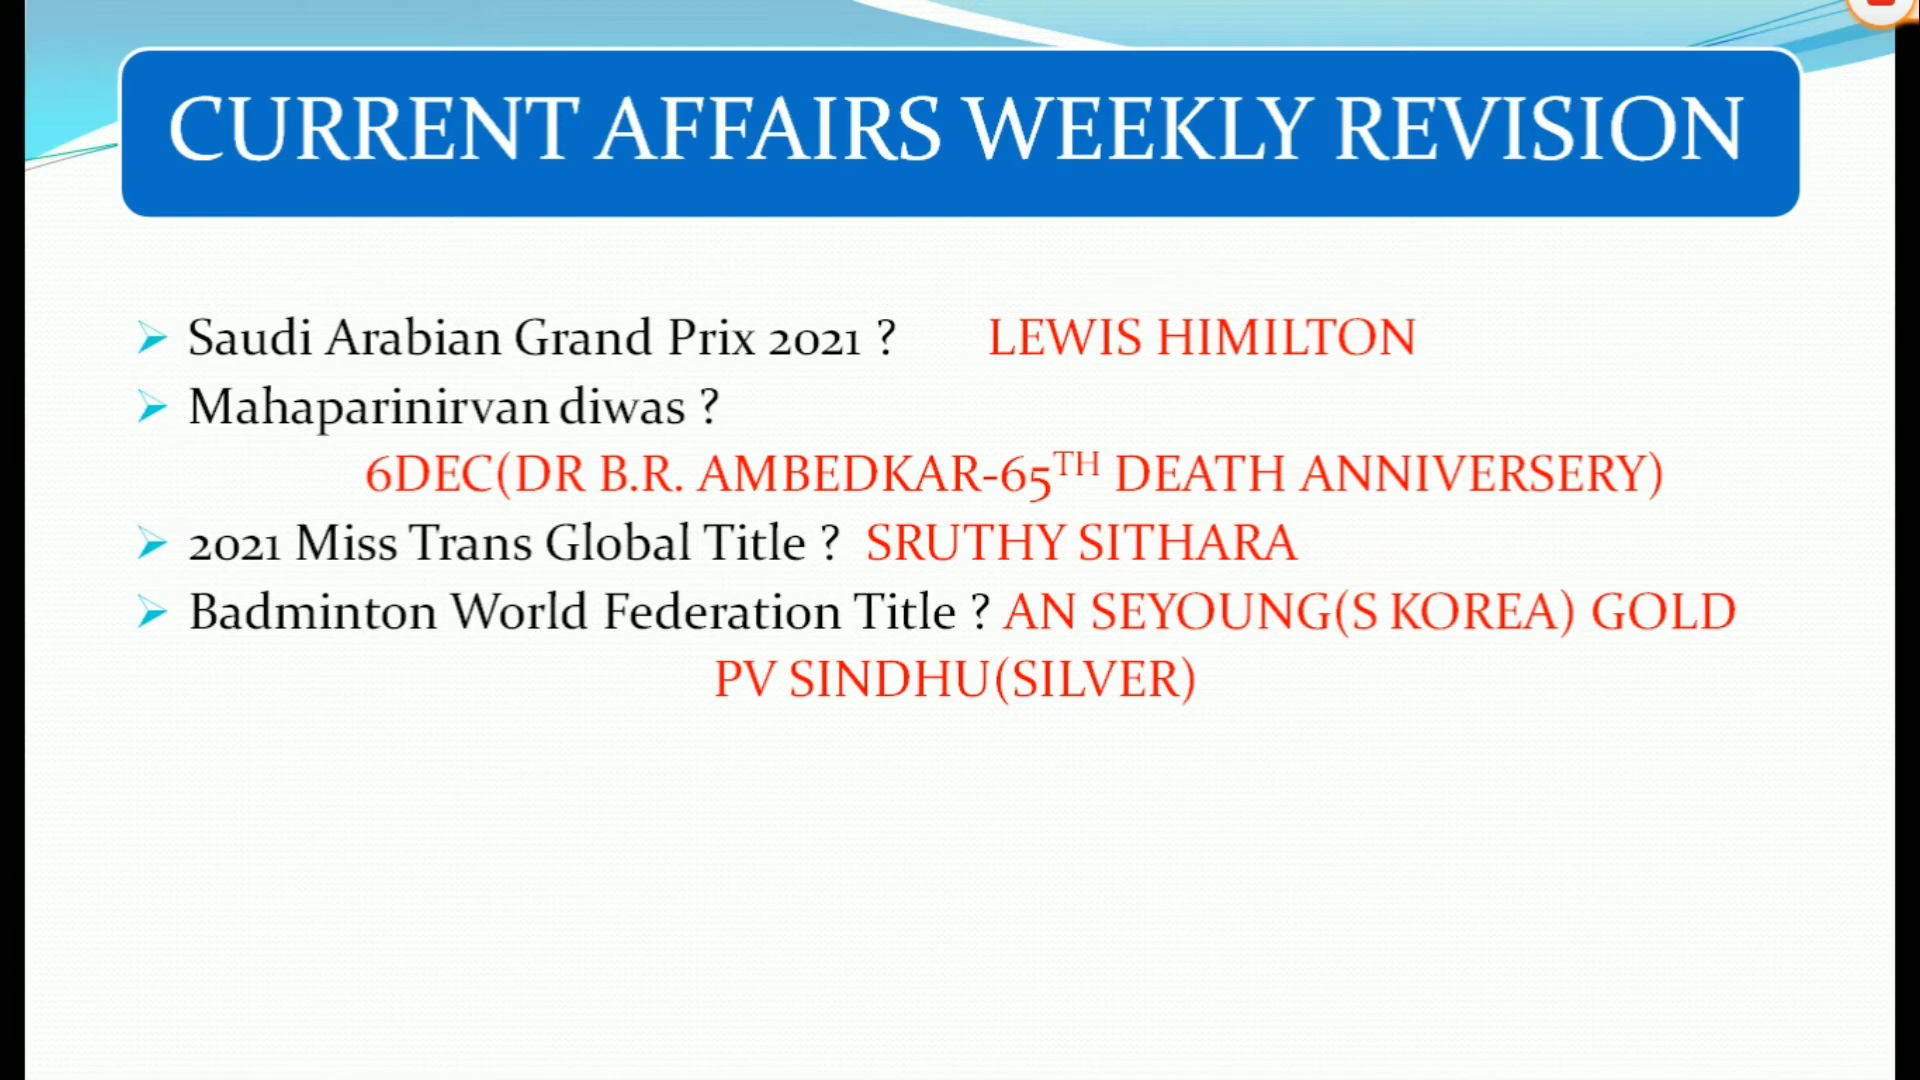 CURRENT AFFAIRS WEEKLY REVISION
Saudi Arabian Grand Prix 2021 ? LEWIS HIMILTON
Mahaparinirvan diwas ?
6DEC(DR B.R. AMBEDKAR-65TH DEATH ANNIVERSERY)
2021 Miss Trans Global Title ? SRUTHY SITHARA
Badminton World Federation Title ? AN SEYOUNG(S KOREA) GOLD
PV SINDHU(SILVER)